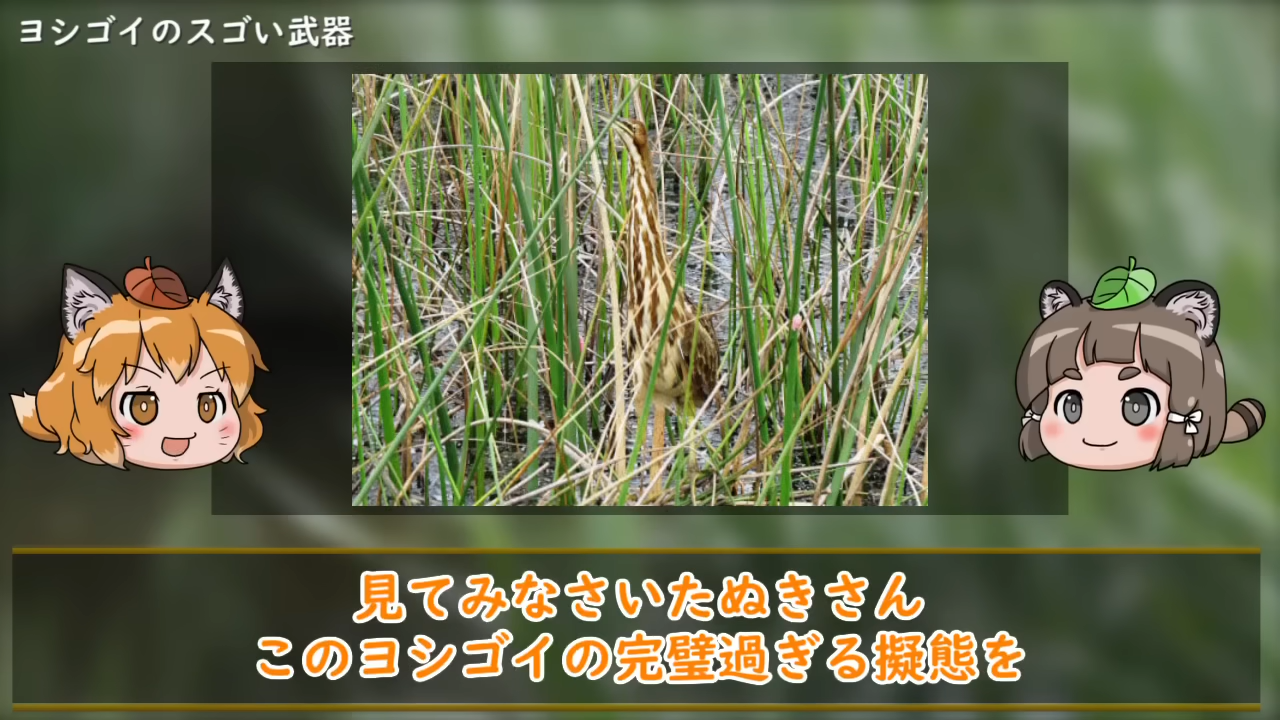 ヨシゴイのスゴい武器
見てみなさいたぬきさん
このヨシゴイの完璧過ぎる擬態を